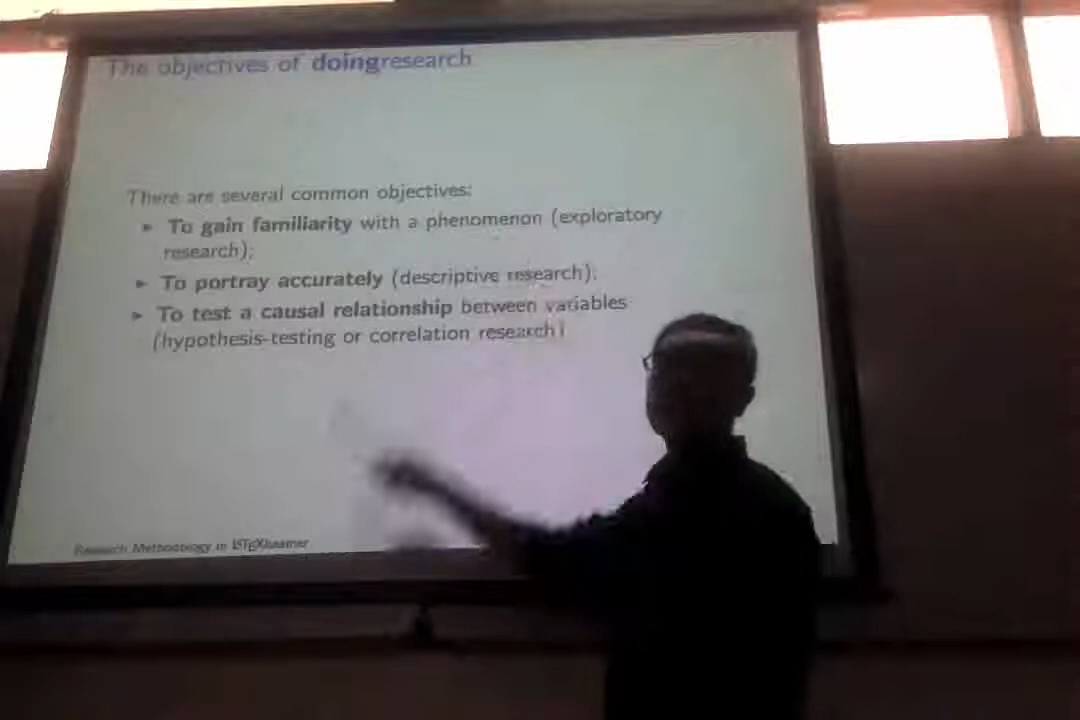 The objectives of doingresearch
There are several common objectives:
► To gain familiarity with a phenomenon (exploratory
research);
► To portray accurately (descriptive research);
► To test a causal relationship between variables
(hypothesis-testing or correlation research)
Research Methodology in LATEXlearner